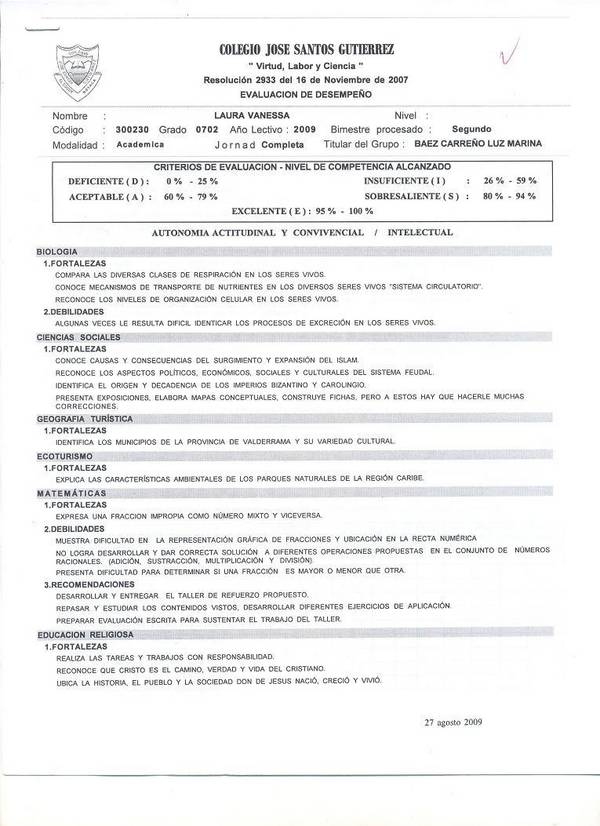 COLEGIO JOSE SANTOS GUTIERREZ
" Virtud, Labor y Ciencia "
Resolución 2933 del 16 de Noviembre de 2007
EVALUACION DE DESEMPEÑO
Nombre : LAURA VANESSA Nivel :
Código : 300230 Grado 0702 Año Lectivo : 2009 Bimestre procesado : Segundo
Modalidad : Academica Jornad Completa Titular del Grupo : BAEZ CARREÑO LUZ MARINA
CRITERIOS DE EVALUACION - NIVEL DE COMPETENCIA ALCANZADO
DEFICIENTE ( D ) : 0 % - 25 % INSUFICIENTE ( I ) : 26 % - 59 %
ACEPTABLE ( A ) : 60 % - 79 % SOBRESALIENTE ( S ) : 80 % - 94 %
EXCELENTE ( E ) : 95 % - 100 %
AUTONOMIA ACTITUDINAL Y CONVIVENCIAL / INTELECTUAL
BIOLOGIA
1.FORTALEZAS
COMPARA LAS DIVERSAS CLASES DE RESPIRACIÓN EN LOS SERES VIVOS.
CONOCE MECANISMOS DE TRANSPORTE DE NUTRIENTES EN LOS DIVERSOS SERES VIVOS "SISTEMA CIRCULATORIO".
RECONOCE LOS NIVELES DE ORGANIZACIÓN CELULAR EN LOS SERES VIVOS.
2.DEBILIDADES
ALGUNAS VECES LE RESULTA DIFICIL IDENTICAR LOS PROCESOS DE EXCRECIÓN EN LOS SERES VIVOS.
CIENCIAS SOCIALES
1.FORTALEZAS
CONOCE CAUSAS Y CONSECUENCIAS DEL SURGIMIENTO Y EXPANSIÓN DEL ISLAM.
RECONOCE LOS ASPECTOS POLÍTICOS, ECONÓMICOS, SOCIALES Y CULTURALES DEL SISTEMA FEUDAL.
IDENTIFICA EL ORIGEN Y DECADENCIA DE LOS IMPERIOS BIZANTINO Y CAROLINGIO.
PRESENTA EXPOSICIONES, ELABORA MAPAS CONCEPTUALES, CONSTRUYE FICHAS, PERO A ESTOS HAY QUE HACERLE MUCHAS
CORRECCIONES.
GEOGRAFIA TURÍSTICA
1.FORTALEZAS
IDENTIFICA LOS MUNICIPIOS DE LA PROVINCIA DE VALDERRAMA Y SU VARIEDAD CULTURAL.
ECOTURISMO
1.FORTALEZAS
EXPLICA LAS CARACTERÍSTICAS AMBIENTALES DE LOS PARQUES NATURALES DE LA REGIÓN CARIBE.
MATEMÁTICAS
1.FORTALEZAS
EXPRESA UNA FRACCION IMPROPIA COMO NÚMERO MIXTO Y VICEVERSA.
2.DEBILIDADES
MUESTRA DIFICULTAD EN LA REPRESENTACIÓN GRÁFICA DE FRACCIONES Y UBICACIÓN EN LA RECTA NUMÉRICA
NO LOGRA DESARROLLAR Y DAR CORRECTA SOLUCIÓN A DIFERENTES OPERACIONES PROPUESTAS EN EL CONJUNTO DE NÚMEROS
RACIONALES. (ADICIÓN, SUSTRACCIÓN, MULTIPLICACIÓN Y DIVISIÓN)
PRESENTA DIFICULTAD PARA DETERMINAR SI UNA FRACCIÓN ES MAYOR O MENOR QUE OTRA.
3.RECOMENDACIONES
DESARROLLAR Y ENTREGAR EL TALLER DE REFUERZO PROPUESTO.
REPASAR Y ESTUDIAR LOS CONTENIDOS VISTOS, DESARROLLAR DIFERENTES EJERCICIOS DE APLICACIÓN.
PREPARAR EVALUACIÓN ESCRITA PARA SUSTENTAR EL TRABAJO DEL TALLER.
EDUCACION RELIGIOSA
1.FORTALEZAS
REALIZA LAS TAREAS Y TRABAJOS CON RESPONSABILIDAD.
RECONOCE QUE CRISTO ES EL CAMINO, VERDAD Y VIDA DEL CRISTIANO.
UBICA LA HISTORIA, EL PUEBLO Y LA SOCIEDAD DON DE JESUS NACIÓ, CRECIÓ Y VIVIÓ.
27 agosto 2009